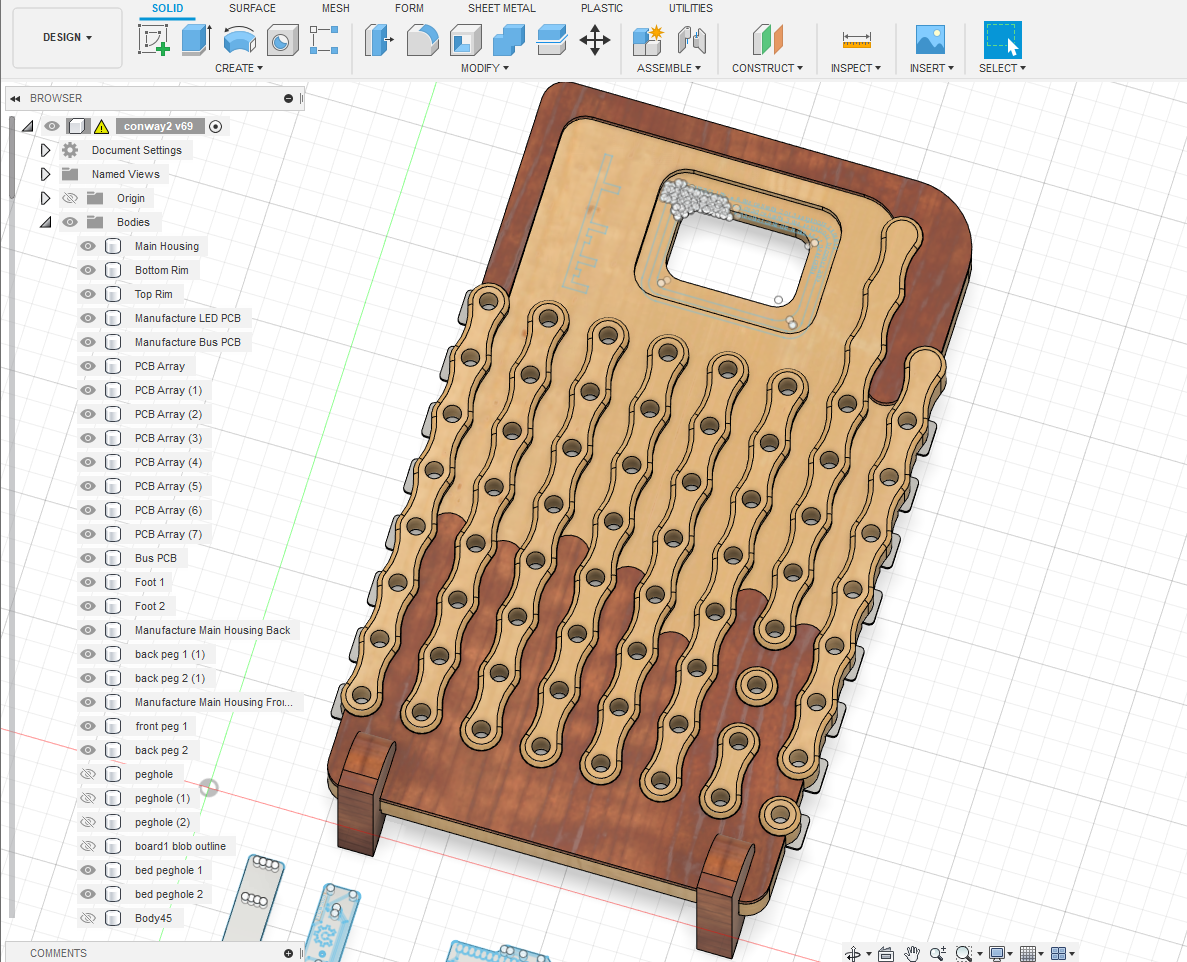 SOLID SURFACE MESH FORM SHEET METAL PLASTIC UTILITIES
DESIGN
CREATE MODIFY ASSEMBLE CONSTRUCT INSPECT INSERT SELECT
BROWSER
conway2 v69
Document Settings
Named Views
Origin
Bodies
Main Housing
Bottom Rim
Top Rim
Manufacture LED PCB
Manufacture Bus PCB
PCB Array
PCB Array (1)
PCB Array (2)
PCB Array (3)
PCB Array (4)
PCB Array (5)
PCB Array (6)
PCB Array (7)
Bus PCB
Foot 1
Foot 2
Manufacture Main Housing Back
back peg 1 (1)
back peg 2 (1)
Manufacture Main Housing Fro...
front peg 1
back peg 2
peghole
peghole (1)
peghole (2)
board1 blob outline
bed peghole 1
bed peghole 2
Body45
COMMENTS